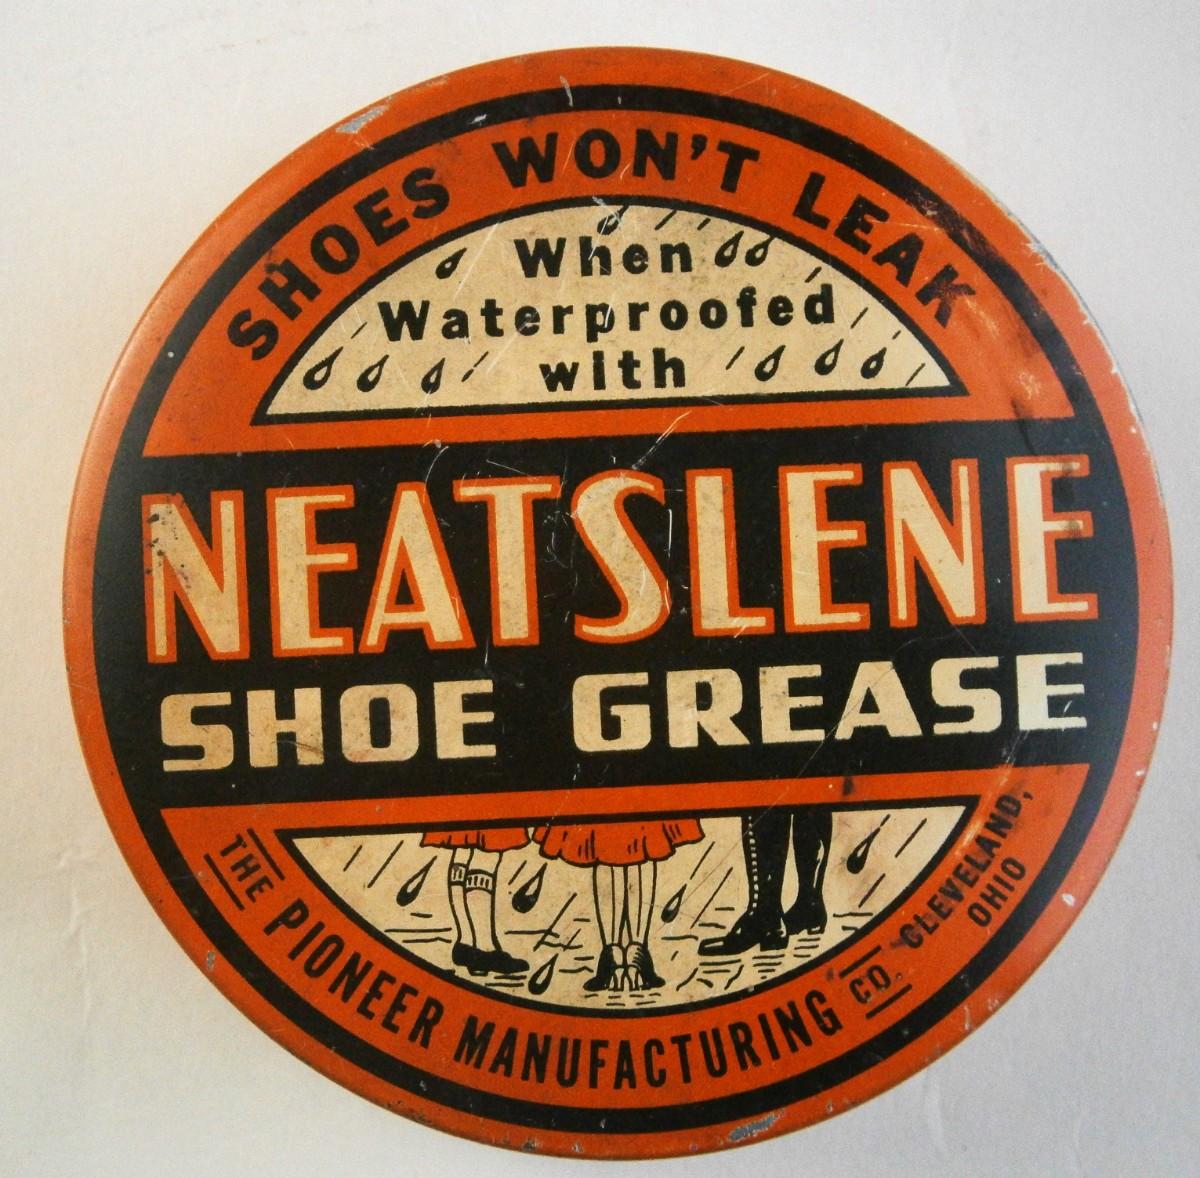 SHOES WON'T LEAK
When
Waterproofed
with
NEATSLENE
SHOE GREASE
THE PIONEER MANUFACTURING CO. CLEVELAND,
OHIO